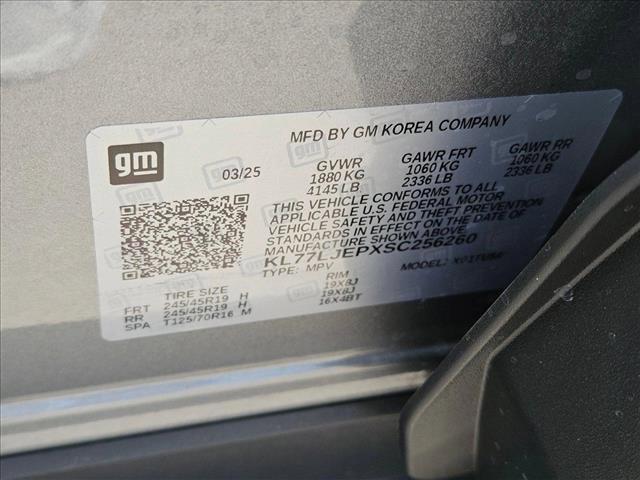 MFD BY GM KOREA COMPANY
gm
03/25
GVWR GAWR FRT GAWR RR
1880 KG 1060 KG 1060 KG
4145 LB 2336 LB 2336 LB
THIS VEHICLE CONFORMS TO ALL
APPLICABLE U.S. FEDERAL MOTOR
VEHICLE SAFETY AND THEFT PREVENTION
STANDARDS IN EFFECT ON THE DATE OF
MANUFACTURE SHOWN ABOVE.
KL77LJEPXSC256260
TYPE: MPV MODEL:
TIRE SIZE RIM
FRT 245/45R19 H 19X8J
RR 245/45R19 H 19X8J
SPA T125/70R16 M 16X4BT